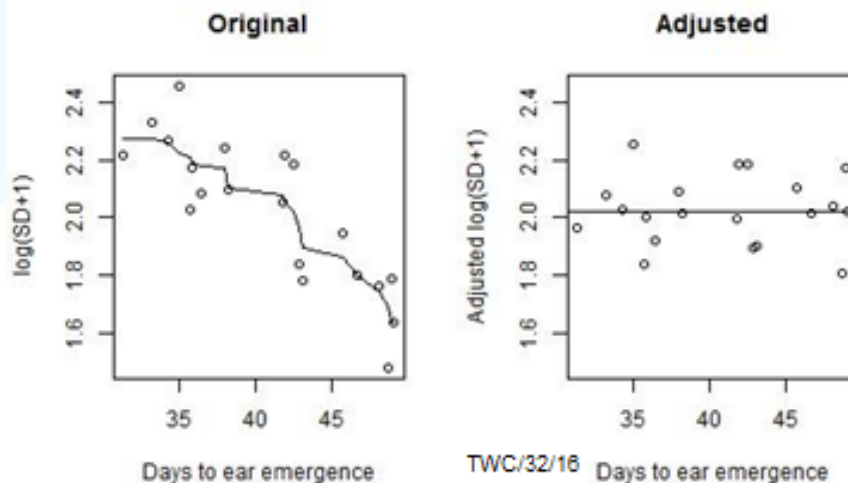 Original
log(SD+1)
2.4
2.2
2.0
1.8
1.6
35
40
45
Days to ear emergence
Adjusted
Adjusted log(SD+1)
2.4
2.2
2.0
1.8
1.6
35
40
45
Days to ear emergence
TWC/32/16